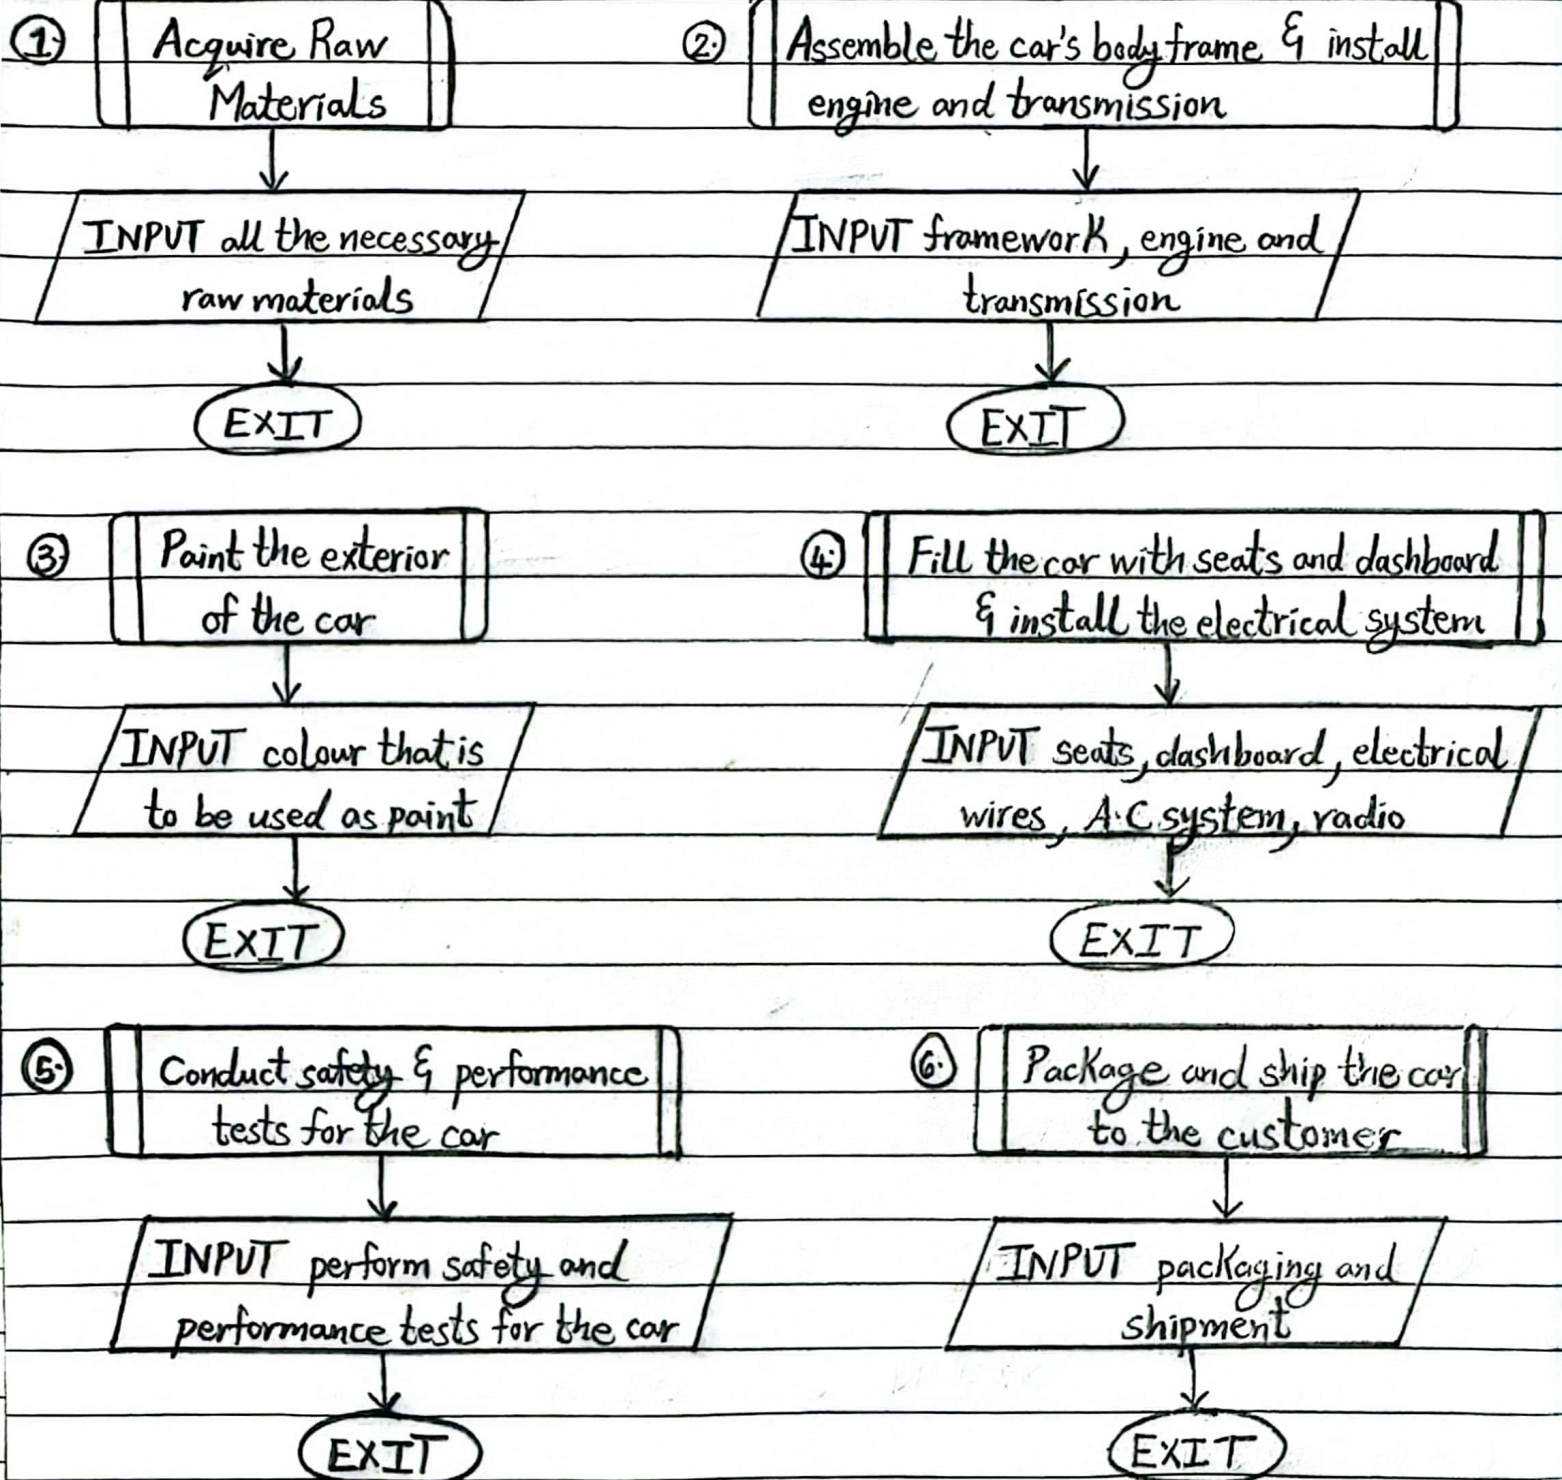 1. Acquire Raw
Materials
INPUT all the necessary
raw materials
EXIT
2. Assemble the car's body frame & install
engine and transmission
INPUT framework, engine and
transmission
EXIT
3. Paint the exterior
of the car
INPUT colour that is
to be used as paint
EXIT
4. Fill the car with seats and dashboard
& install the electrical system
INPUT seats, dashboard, electrical
wires, A.C system, radio
EXIT
5. Conduct safety & performance
tests for the car
INPUT perform safety and
performance tests for the car
EXIT
6. Package and ship the car
to the customer
INPUT packaging and
shipment
EXIT